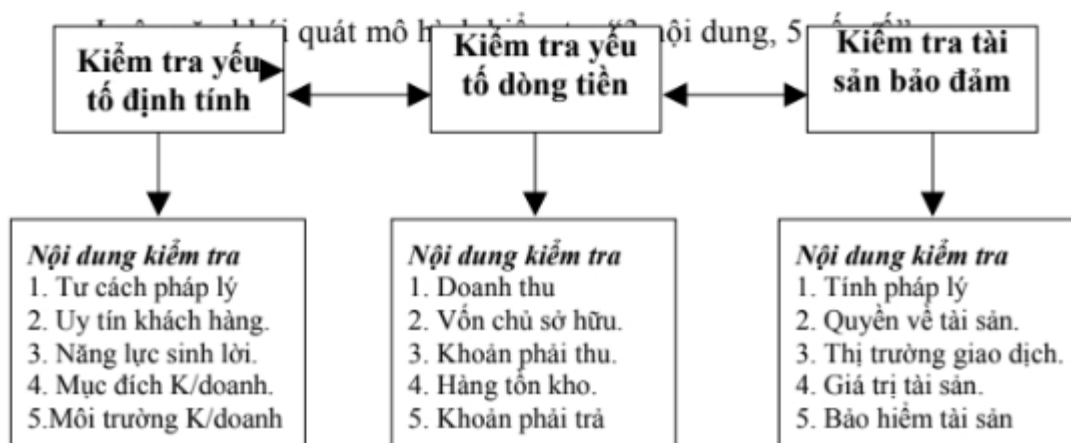 quát mô nội dung, 5
Kiểm tra yếu
tố định tính
Kiểm tra yếu
tố dòng tiền
Kiểm tra tài
sản bảo đảm
Nội dung kiểm tra
1. Tư cách pháp lý
2. Uy tín khách hàng.
3. Năng lực sinh lời.
4. Mục đích K/doanh.
5.Môi trường K/doanh
Nội dung kiểm tra
1. Doanh thu
2. Vốn chủ sở hữu.
3. Khoản phải thu.
4. Hàng tồn kho.
5. Khoản phải trả
Nội dung kiểm tra
1. Tính pháp lý
2. Quyền về tài sản.
3. Thị trường giao dịch.
4. Giá trị tài sản.
5. Bảo hiểm tài sản